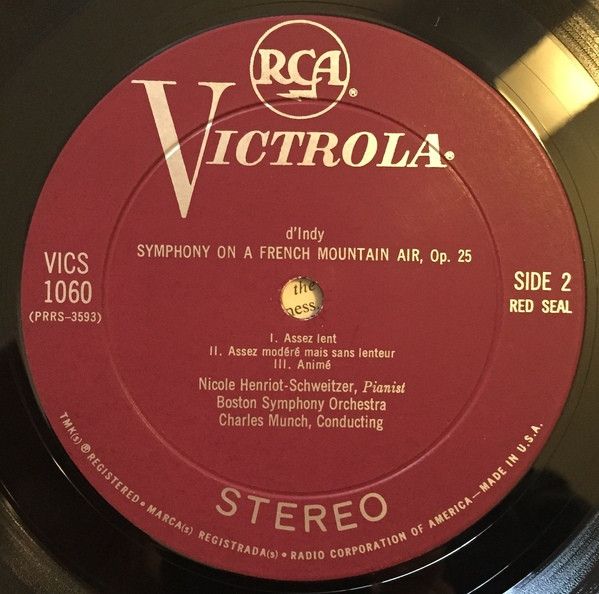 RCA®
VICTROLA®
d'Indy
SYMPHONY ON A FRENCH MOUNTAIN AIR, Op. 25
VICS
1060
(PRRS-3593)
SIDE 2
RED SEAL
the
ness.
I. Assez lent
II. Assez modéré mais sans lenteur
III. Animé
Nicole Henriot-Schweitzer, Pianist
Boston Symphony Orchestra
Charles Munch, Conducting
STEREO
TMK(s) ® REGISTERED • MARCA(s) REGISTRADA(s) • RADIO CORPORATION OF AMERICA—MADE IN U.S.A.